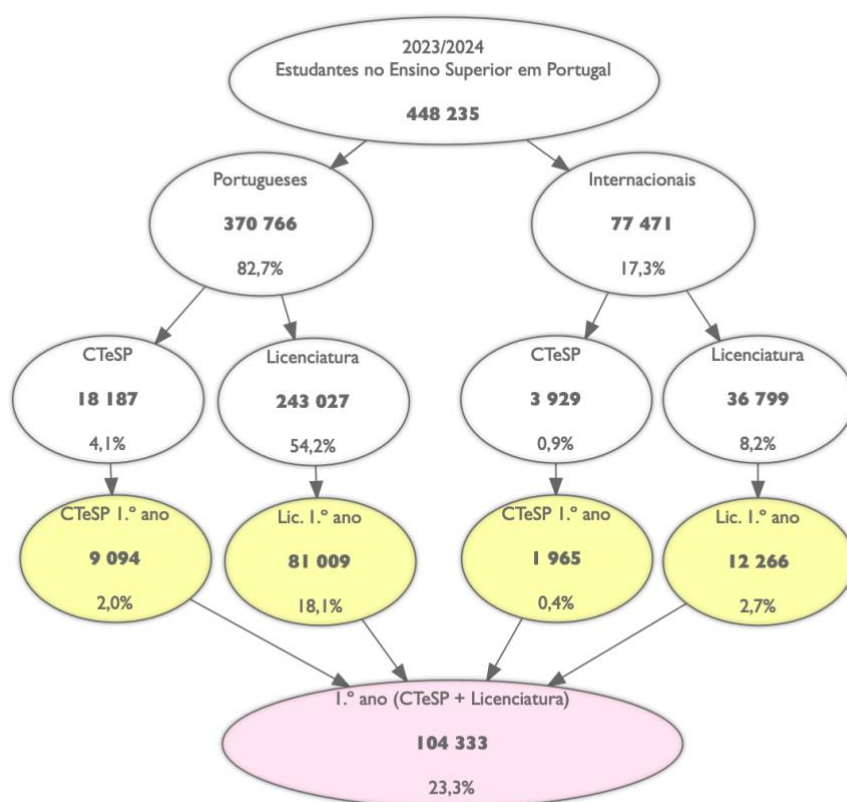 2023/2024
Estudantes no Ensino Superior em Portugal
448 235
Portugueses
370 766
82,7%
Internacionais
77 471
17,3%
CTeSP
18 187
4,1%
Licenciatura
243 027
54,2%
CTeSP
3 929
0,9%
Licenciatura
36 799
8,2%
CTeSP 1.º ano
9 094
2,0%
Lic. 1.º ano
81 009
18,1%
CTeSP 1.º ano
1 965
0,4%
Lic. 1.º ano
12 266
2,7%
1.º ano (CTeSP + Licenciatura)
104 333
23,3%